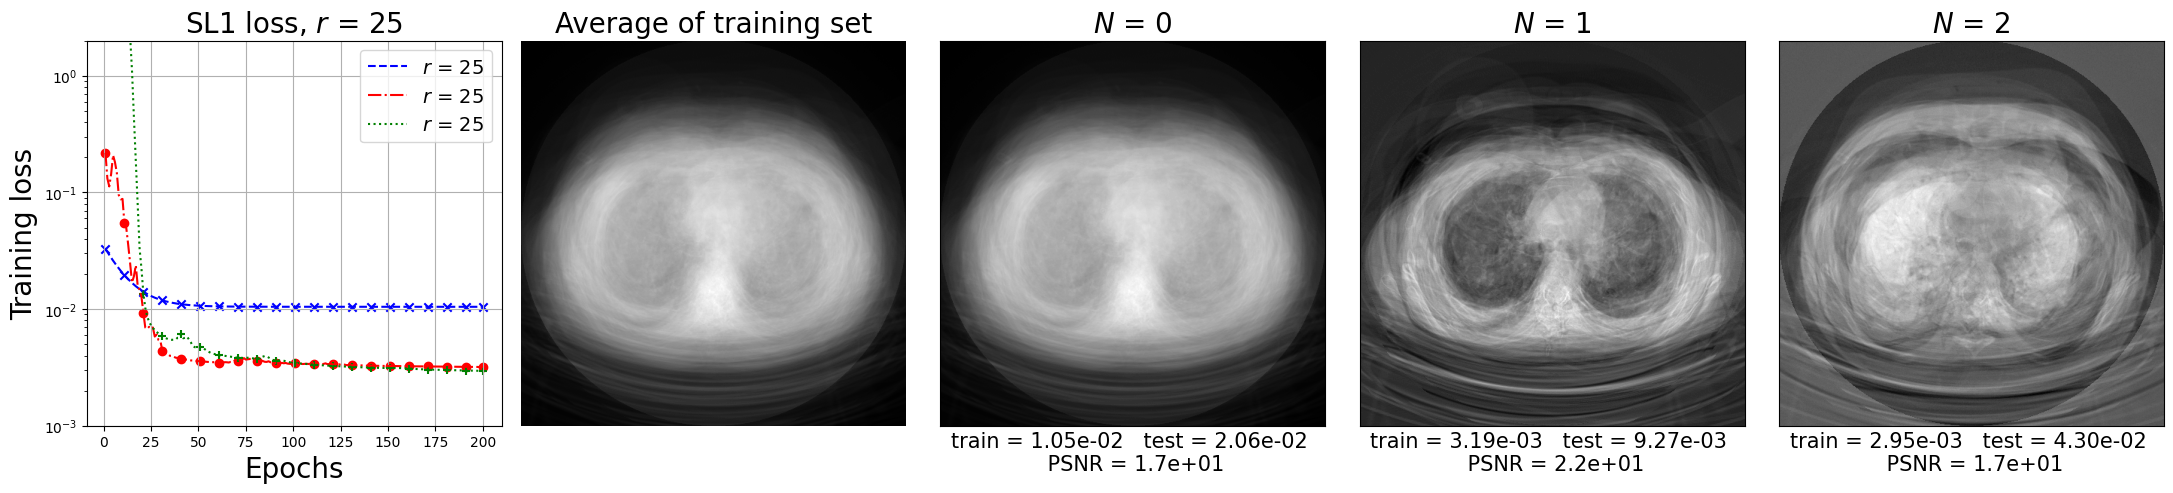 SL1 loss, r = 25
Average of training set
N = 0
N = 1
N = 2
Training loss
10⁰
10⁻¹
10⁻²
10⁻³
r = 25
r = 25
r = 25
0 25 50 75 100 125 150 175 200
Epochs
train = 1.05e-02 test = 2.06e-02
PSNR = 1.7e+01
train = 3.19e-03 test = 9.27e-03
PSNR = 2.2e+01
train = 2.95e-03 test = 4.30e-02
PSNR = 1.7e+01